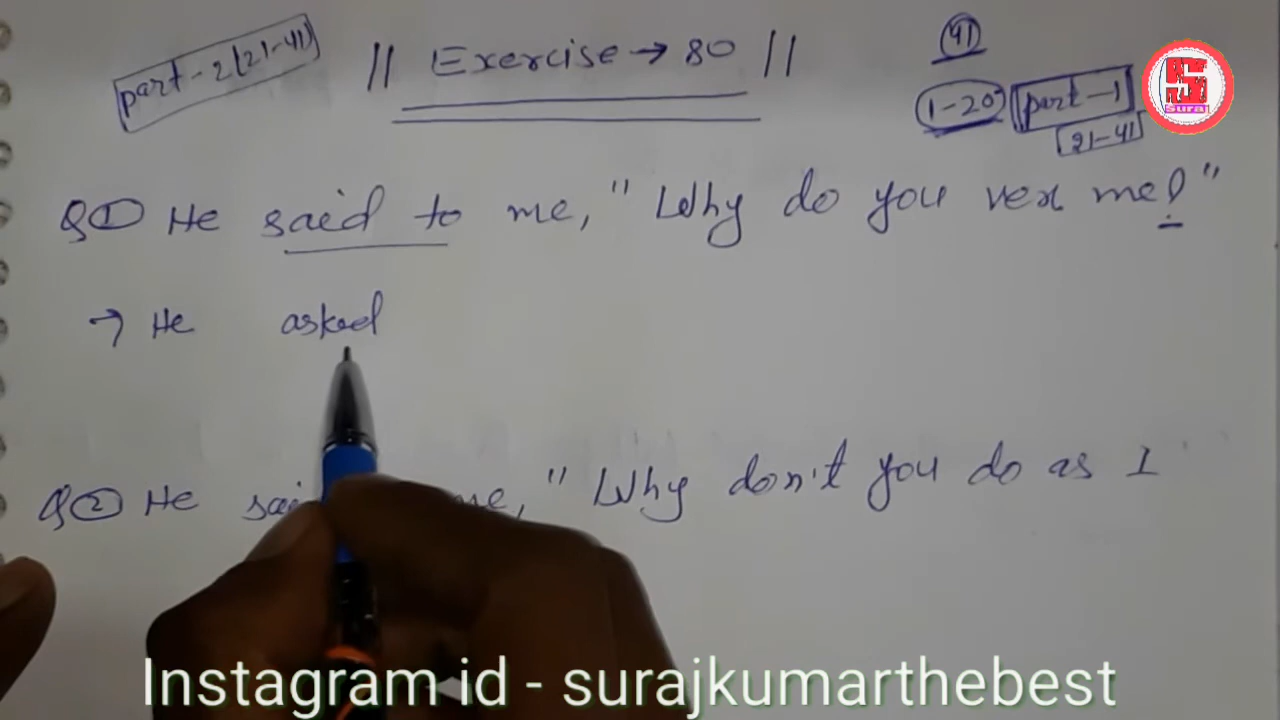 part-2(21-41)
|| Exercise → 80 ||
41
1-20 part-1
21-41
S
Suraj
Q① He said to me, "Why do you vex me?"
→ He asked
Q② He sai me, "Why don't you do as I
Instagram id - surajkumarthebest